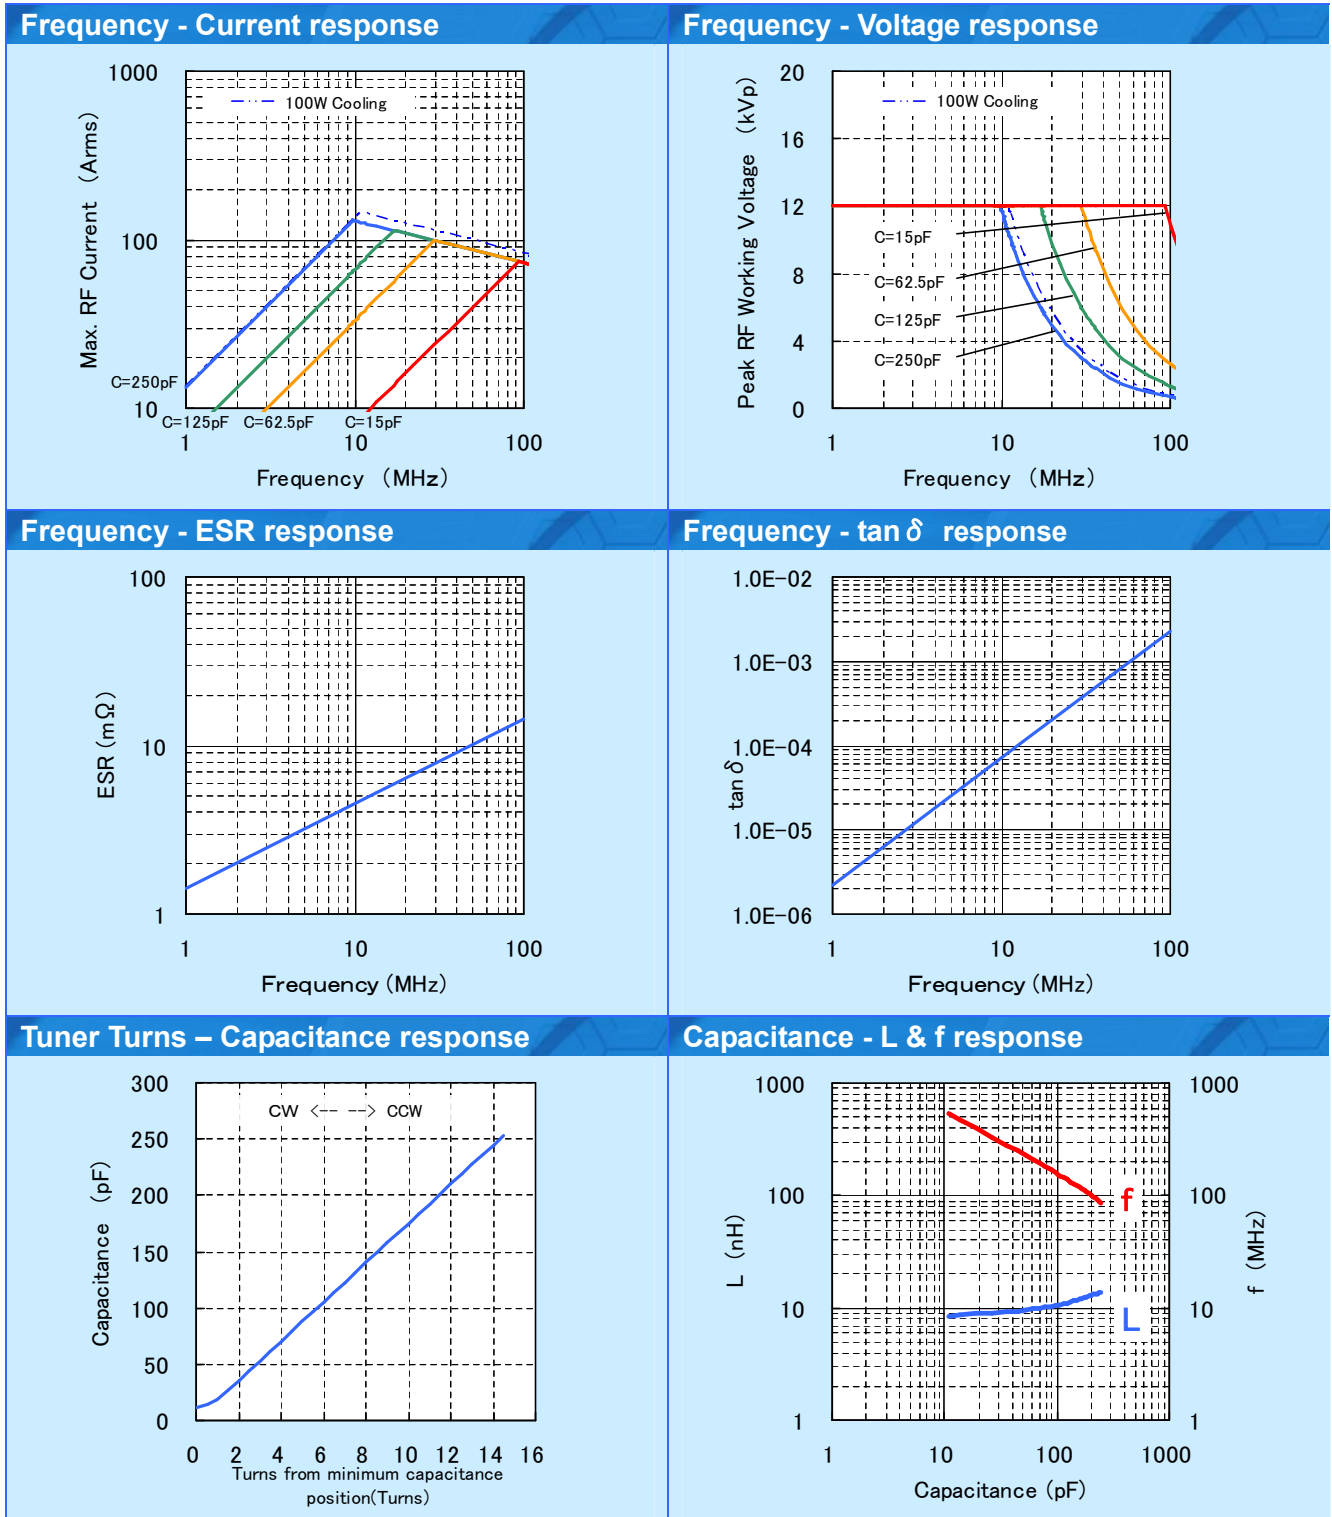 Frequency - Current response
1000
100W Cooling
Max. RF Current (Arms)
100
C=250pF
10
C=125pF C=62.5pF C=15pF
1 10 100
Frequency (MHz)
Frequency - Voltage response
20
100W Cooling
16
Peak RF Working Voltage (kVp)
12
C=15pF
8
C=62.5pF
C=125pF
4
C=250pF
0
1 10 100
Frequency (MHz)
Frequency - ESR response
100
ESR (mΩ)
10
1
1 10 100
Frequency (MHz)
Frequency - tan δ response
1.0E-02
1.0E-03
1.0E-04
tan δ
1.0E-05
1.0E-06
1 10 100
Frequency (MHz)
Tuner Turns – Capacitance response
300
CW <-- --> CCW
250
Capacitance (pF)
200
150
100
50
0
0 2 4 6 8 10 12 14 16
Turns from minimum capacitance
position(Turns)
Capacitance - L & f response
1000 1000
100 f 100
L (nH)
f (MHz)
10 L 10
1 1
1 10 100 1000
Capacitance (pF)